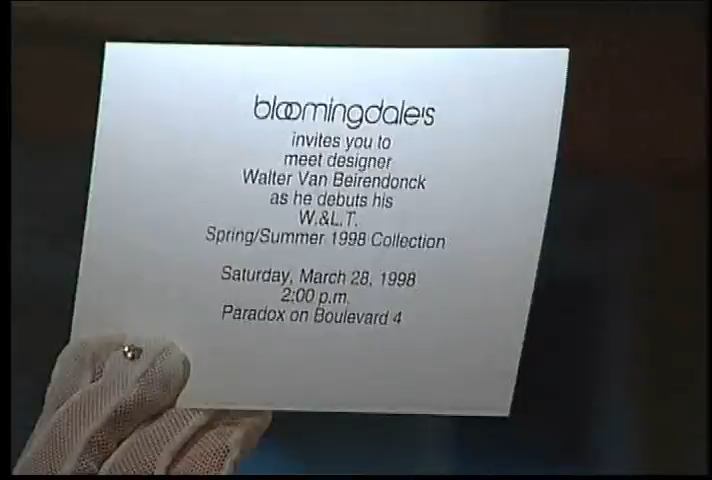 bloomingdale's
invites you to
meet designer
Walter Van Beirendonck
as he debuts his
W.&L.T.
Spring/Summer 1998 Collection
Saturday, March 28, 1998
2:00 p.m.
Paradox on Boulevard 4